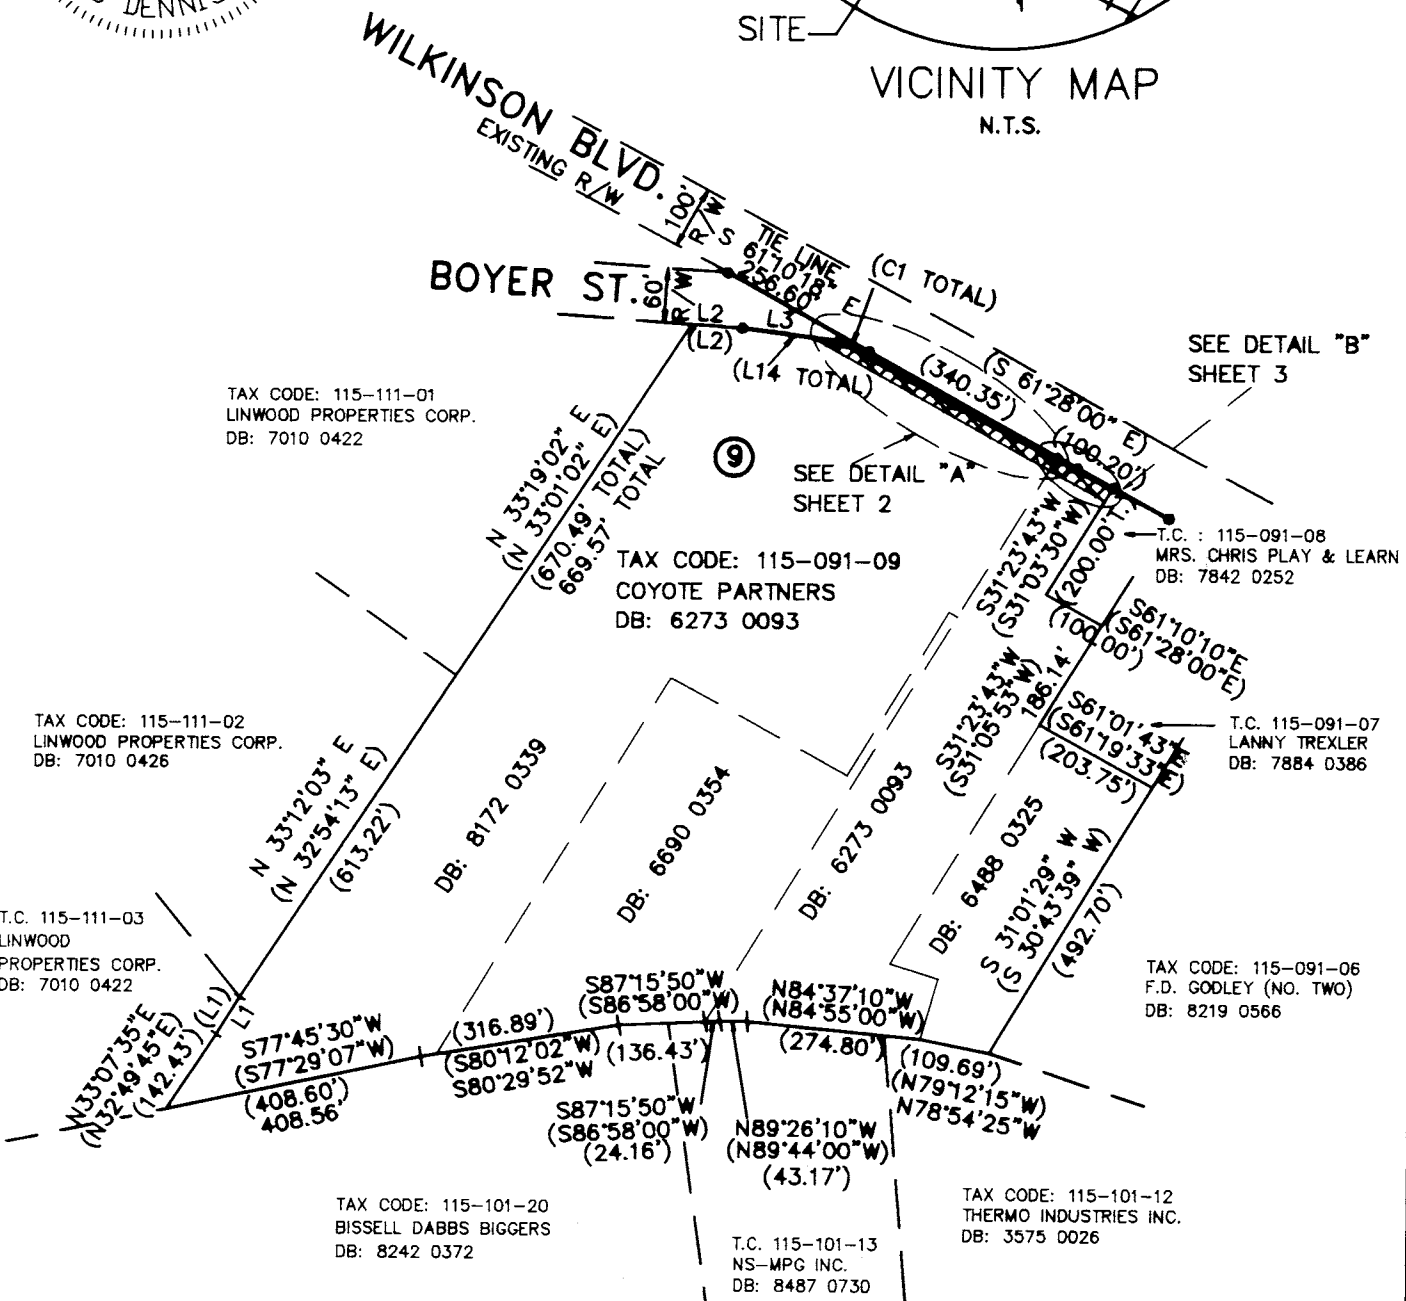 DENNIS
SITE
VICINITY MAP
N.T.S.
WILKINSON BLVD.
EXISTING R/W
100'
R/W
TIE LINE
S 61°10'18" E
256.60'
(C1 TOTAL)
BOYER ST.
60'
R/W
L2
(L2)
L3
(L14 TOTAL)
(340.35')
(S 61°28'00" E)
(100.20')
SEE DETAIL "B"
SHEET 3
TAX CODE: 115-111-01
LINWOOD PROPERTIES CORP.
DB: 7010 0422
9
SEE DETAIL "A"
SHEET 2
N 33°19'02" E
(N 33°01'02" E)
(670.49' TOTAL)
669.57' TOTAL
TAX CODE: 115-091-09
COYOTE PARTNERS
DB: 6273 0093
S31°23'43"W
(S31°03'30"W)
(200.00'T.)
T.C. : 115-091-08
MRS. CHRIS PLAY & LEARN
DB: 7842 0252
(100.00')
S61°10'10"E
(S61°28'00"E)
S31°23'43"W
(S31°05'53"W)
186.14'
S61°01'43"E
(S61°19'33"E)
(203.75')
T.C. 115-091-07
LANNY TREXLER
DB: 7884 0386
TAX CODE: 115-111-02
LINWOOD PROPERTIES CORP.
DB: 7010 0426
N 33°12'03" E
(N 32°54'13" E)
(613.22')
DB: 8172 0339
DB: 6690 0354
DB: 6273 0093
DB: 6488 0325
S 31°01'29" W
(S 30°43'39" W)
(492.70')
T.C. 115-111-03
LINWOOD
PROPERTIES CORP.
DB: 7010 0422
TAX CODE: 115-091-06
F.D. GODLEY (NO. TWO)
DB: 8219 0566
N33°07'35"E
(N32°49'45"E)
(142.43')
(L1)
L1
S77°45'30"W
(S77°29'07"W)
(408.60')
408.56'
(316.89')
(S80°12'02"W)
S80°29'52"W
S87°15'50"W
(S86°58'00"W)
(136.43')
N84°37'10"W
(N84°55'00"W)
(274.80')
(109.69')
(N79°12'15"W)
N78°54'25"W
S87°15'50"W
(S86°58'00"W)
(24.16')
N89°26'10"W
(N89°44'00"W)
(43.17')
TAX CODE: 115-101-20
BISSELL DABBS BIGGERS
DB: 8242 0372
T.C. 115-101-13
NS-MPG INC.
DB: 8487 0730
TAX CODE: 115-101-12
THERMO INDUSTRIES INC.
DB: 3575 0026